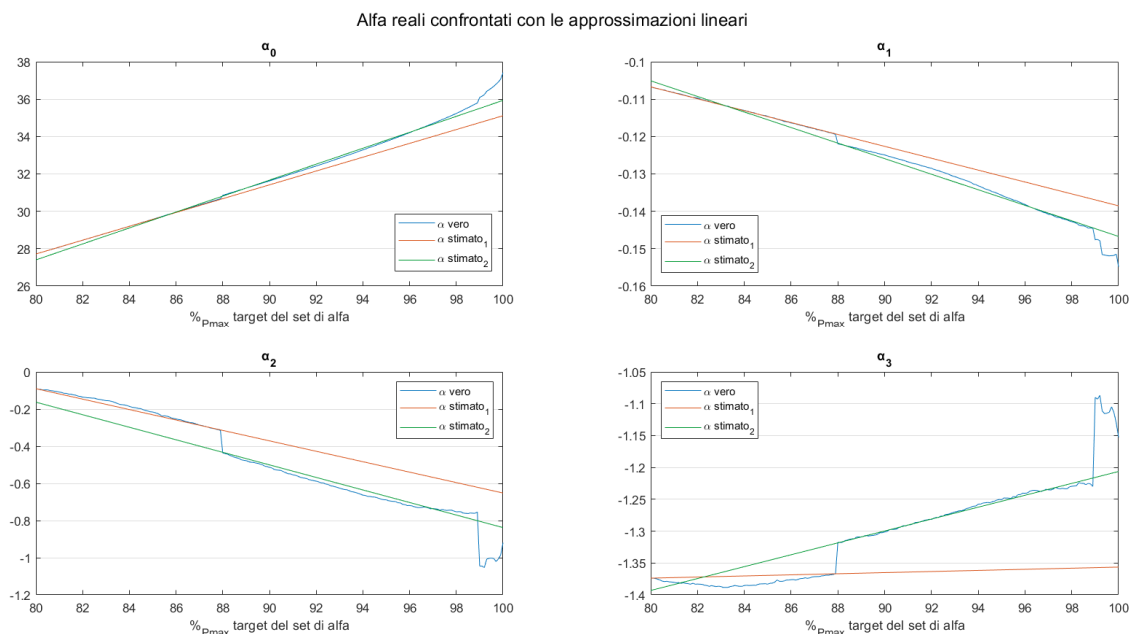 Alfa reali confrontati con le approssimazioni lineari
α0
38
36
34
32
30
28
26
80 82 84 86 88 90 92 94 96 98 100
%Pmax target del set di alfa
α vero
α stimato1
α stimato2
α1
-0.1
-0.11
-0.12
-0.13
-0.14
-0.15
-0.16
80 82 84 86 88 90 92 94 96 98 100
%Pmax target del set di alfa
α vero
α stimato1
α stimato2
α2
0
-0.2
-0.4
-0.6
-0.8
-1
-1.2
80 82 84 86 88 90 92 94 96 98 100
%Pmax target del set di alfa
α vero
α stimato1
α stimato2
α3
-1.05
-1.1
-1.15
-1.2
-1.25
-1.3
-1.35
-1.4
80 82 84 86 88 90 92 94 96 98 100
%Pmax target del set di alfa
α vero
α stimato1
α stimato2